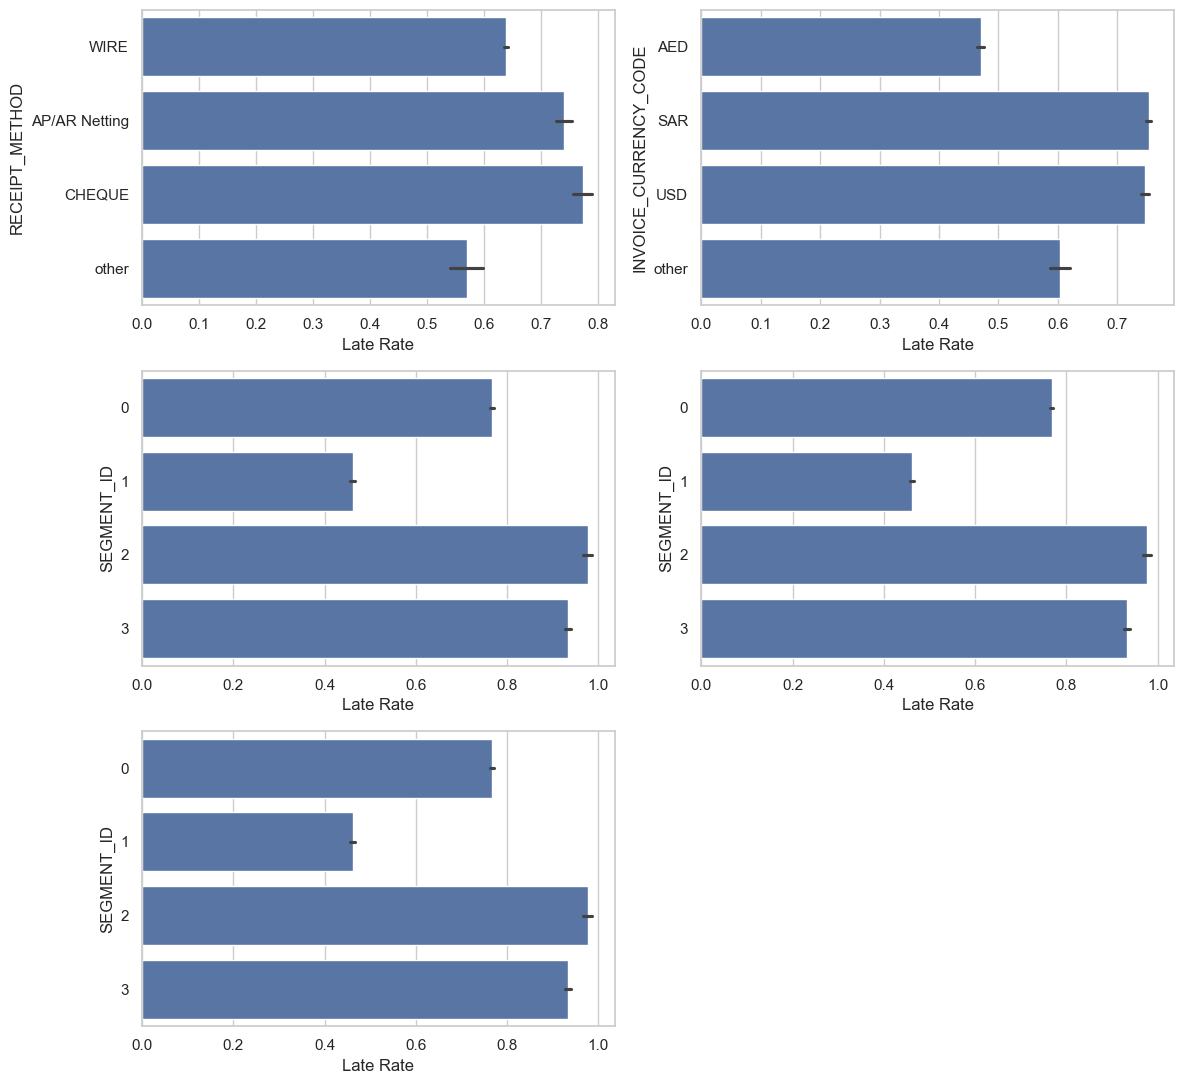 RECEIPT_METHOD
WIRE
AP/AR Netting
CHEQUE
other
0.0 0.1 0.2 0.3 0.4 0.5 0.6 0.7 0.8
Late Rate
INVOICE_CURRENCY_CODE
AED
SAR
USD
other
0.0 0.1 0.2 0.3 0.4 0.5 0.6 0.7
Late Rate
SEGMENT_ID
0
1
2
3
0.0 0.2 0.4 0.6 0.8 1.0
Late Rate
SEGMENT_ID
0
1
2
3
0.0 0.2 0.4 0.6 0.8 1.0
Late Rate
SEGMENT_ID
0
1
2
3
0.0 0.2 0.4 0.6 0.8 1.0
Late Rate